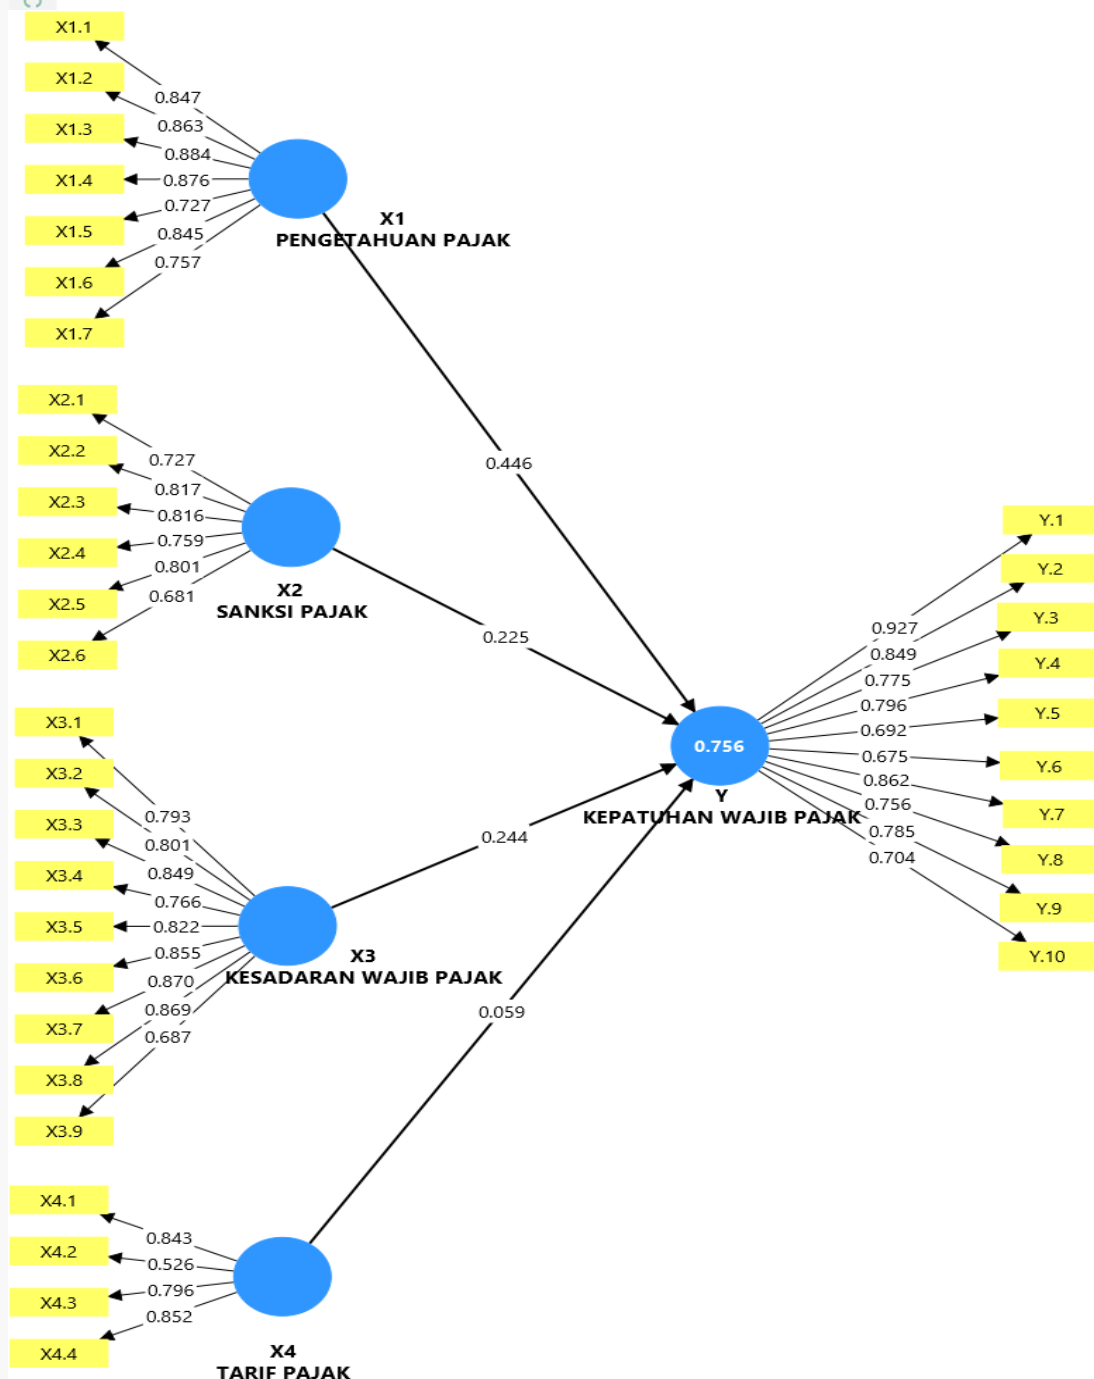 X1.1
X1.2
X1.3
X1.4
X1.5
X1.6
X1.7
0.847
0.863
0.884
0.876
0.727
0.845
0.757
X1
PENGETAHUAN PAJAK
0.446
X2.1
X2.2
X2.3
X2.4
X2.5
X2.6
0.727
0.817
0.816
0.759
0.801
0.681
X2
SANKSI PAJAK
0.225
X3.1
X3.2
X3.3
X3.4
X3.5
X3.6
X3.7
X3.8
X3.9
0.793
0.801
0.849
0.766
0.822
0.855
0.870
0.869
0.687
X3
KESADARAN WAJIB PAJAK
0.244
X4.1
X4.2
X4.3
X4.4
0.843
0.526
0.796
0.852
X4
TARIF PAJAK
0.059
0.756
Y
KEPATUHAN WAJIB PAJAK
0.927
0.849
0.775
0.796
0.692
0.675
0.862
0.756
0.785
0.704
Y.1
Y.2
Y.3
Y.4
Y.5
Y.6
Y.7
Y.8
Y.9
Y.10